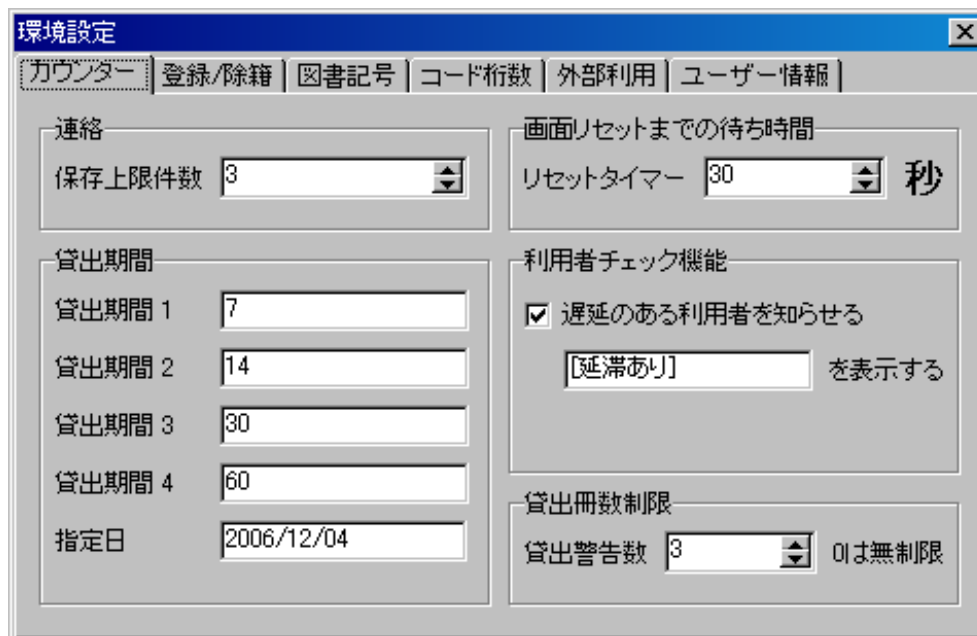 環境設定
カウンター 登録/除籍 図書記号 コード桁数 外部利用 ユーザー情報
連絡
保存上限件数 3
貸出期間
貸出期間 1 7
貸出期間 2 14
貸出期間 3 30
貸出期間 4 60
指定日 2006/12/04
画面リセットまでの待ち時間
リセットタイマー 30 秒
利用者チェック機能
遅延のある利用者を知らせる
[延滞あり] を表示する
貸出冊数制限
貸出警告数 3 0は無制限